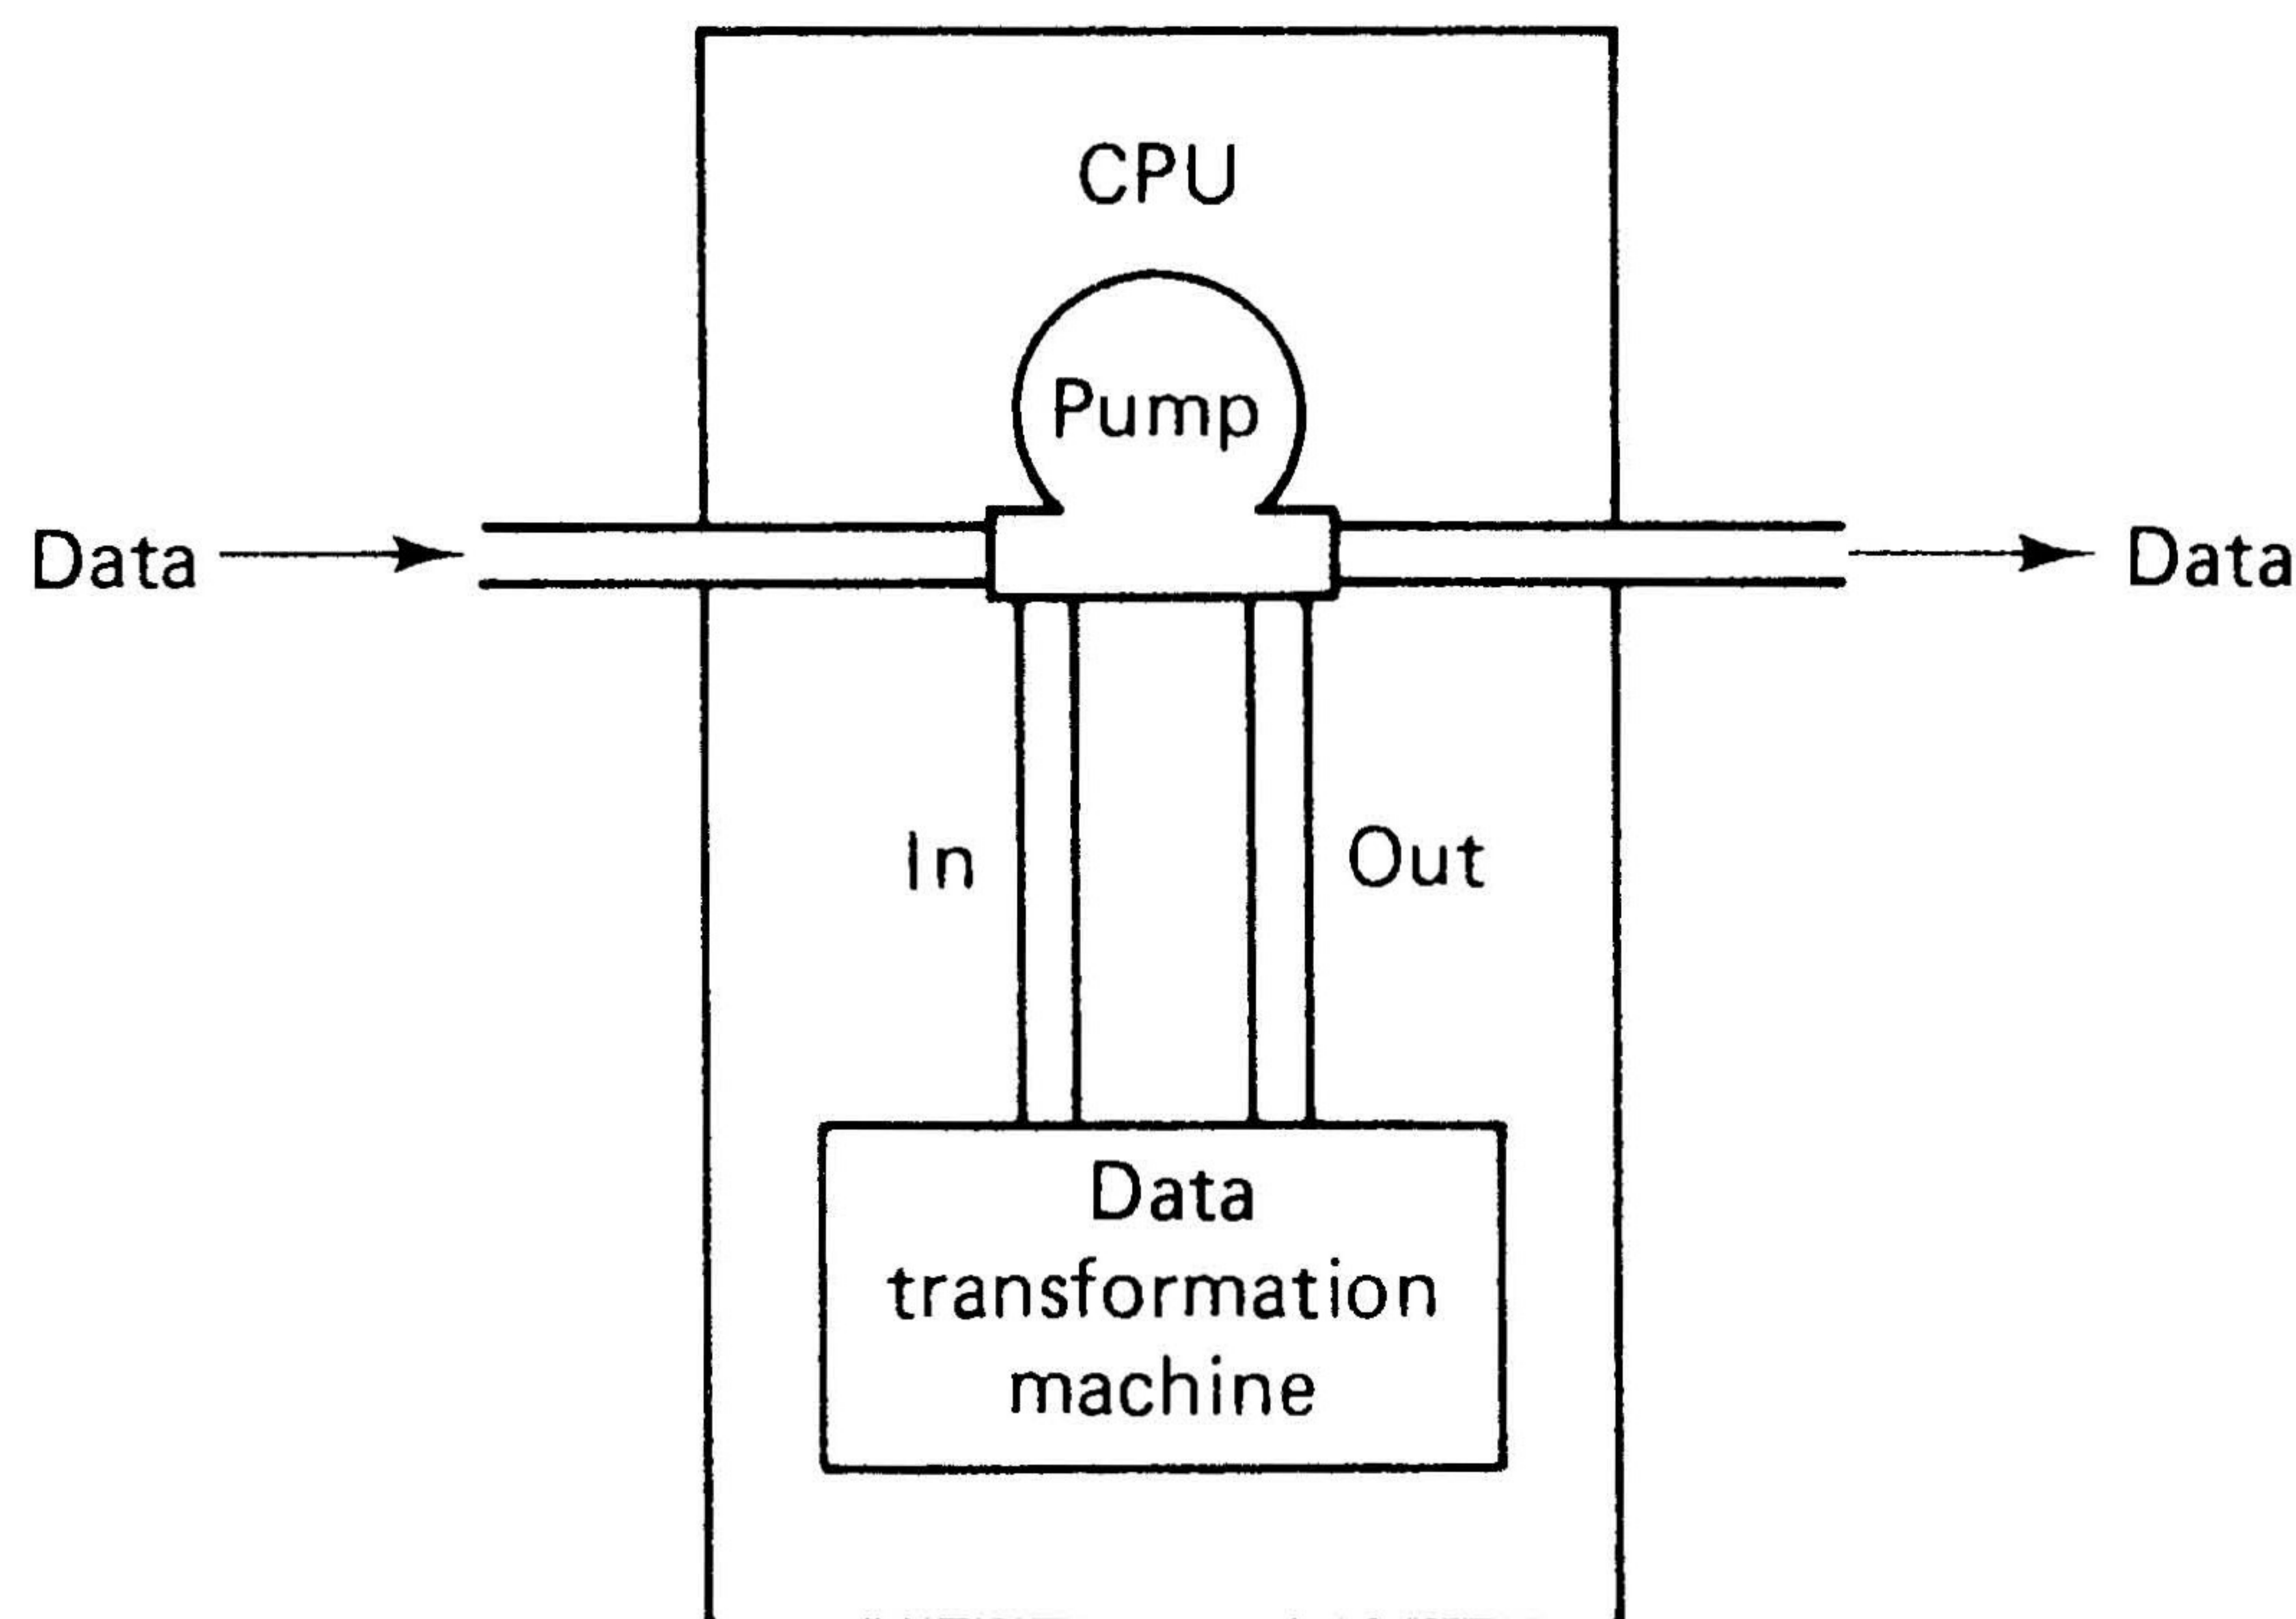 CPU
Pump
Data
Data
In
Out
Data
transformation
machine